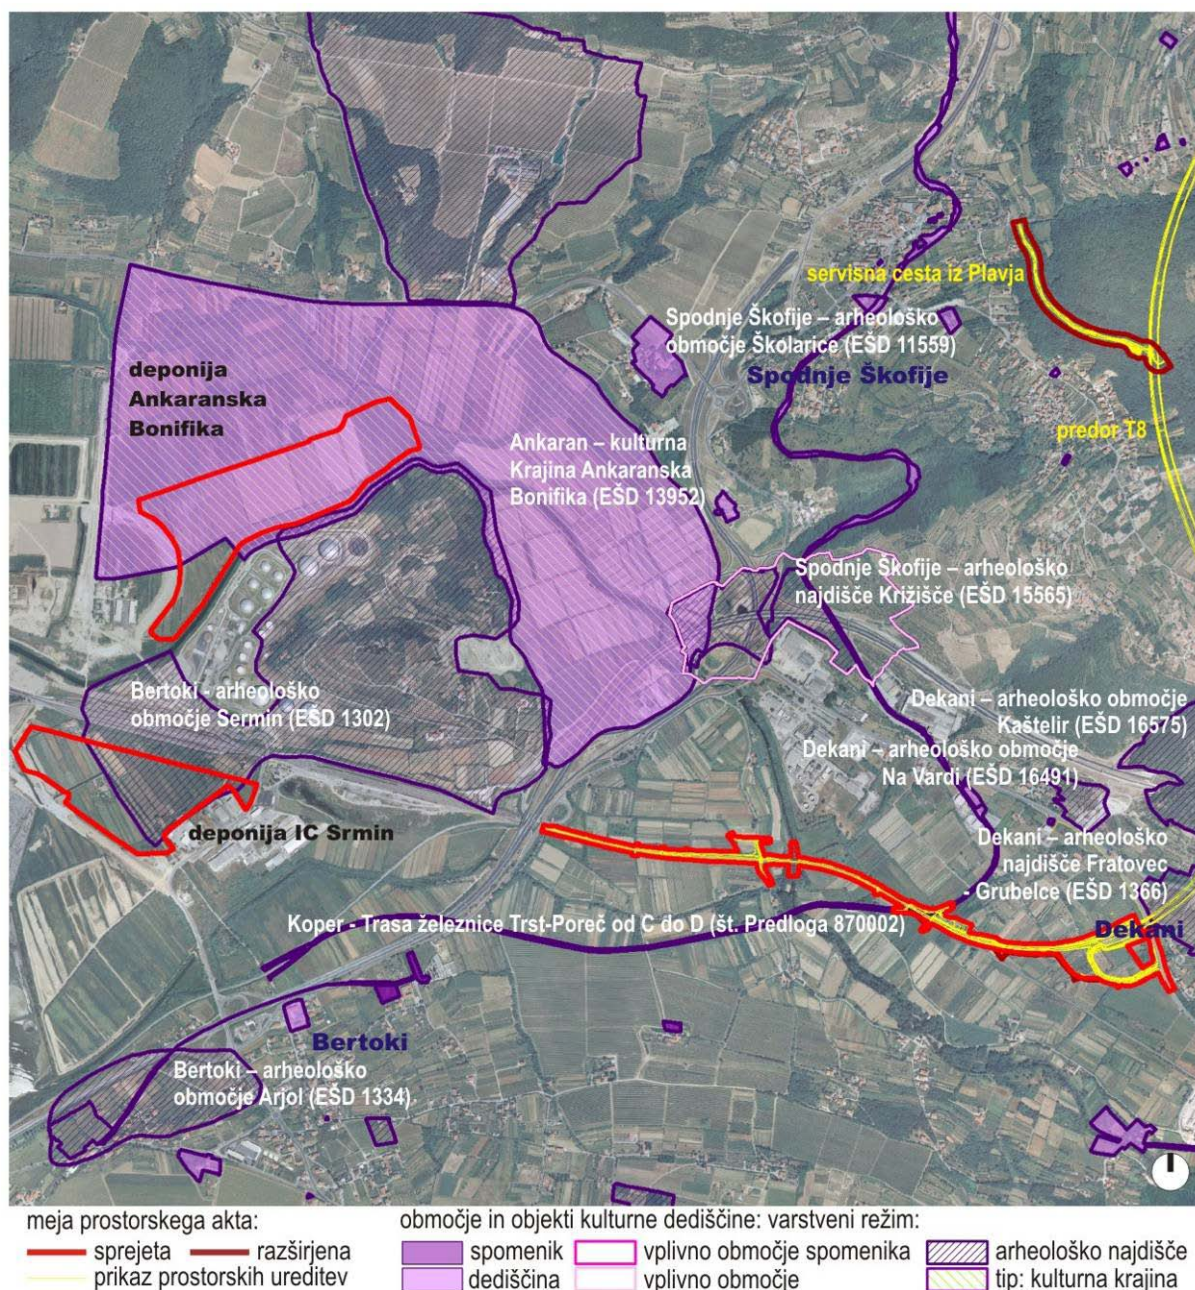 servisna cesta iz Plavja
Spodnje Škofije – arheološko
območje Školarice (EŠD 11559)
Spodnje Škofije
deponija
Ankaranska
Bonifika
predor T8
Ankaran – kulturna
Krajina Ankaranska
Bonifika (EŠD 13952)
Spodnje Škofije – arheološko
najdišče Križišče (EŠD 15565)
Bertoki - arheološko
območje Sermin (EŠD 1302)
Dekani – arheološko območje
Kaštelir (EŠD 16575)
Dekani – arheološko območje
Na Vardi (EŠD 16491)
deponija IC Srmin
Dekani – arheološko
najdišče Fratovec
- Grubelce (EŠD 1366)
Koper - Trasa železnice Trst-Poreč od C do D (št. Predloga 870002)
Dekani
Bertoki
Bertoki – arheološko
območje Arjol (EŠD 1334)
meja prostorskega akta:
sprejeta
razširjena
prikaz prostorskih ureditev
območje in objekti kulturne dediščine: varstveni režim:
spomenik
vplivno območje spomenika
arheološko najdišče
dediščina
vplivno območje
tip: kulturna krajina